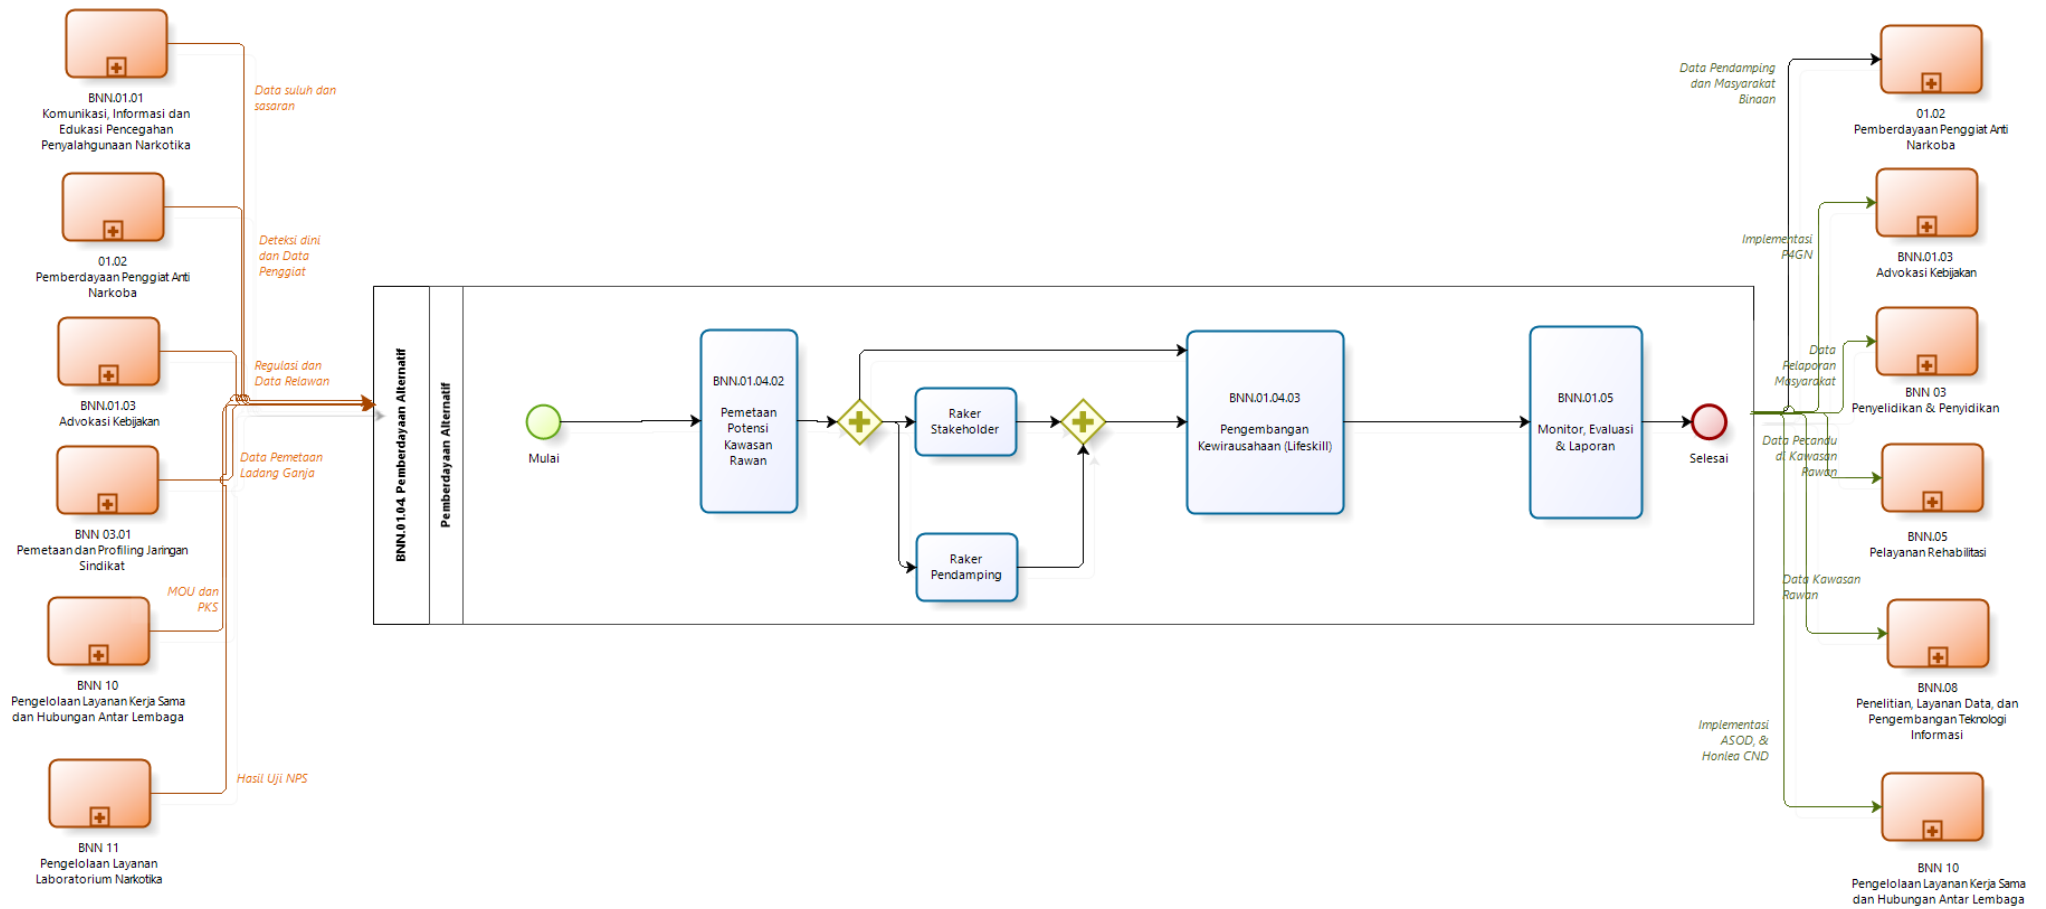 BNN.01.01
Komunikasi, Informasi dan
Edukasi Pencegahan
Penyalahgunaan Narkotika
Data suluh dan
sasaran
01.02
Pemberdayaan Penggiat Anti
Narkoba
Deteksi dini
dan Data
Penggiat
BNN.01.03
Advokasi Kebijakan
Regulasi dan
Data Relawan
BNN 03.01
Pemetaan dan Profiling Jaringan
Sindikat
Data Pemetaan
Ladang Ganja
BNN 10
Pengelolaan Layanan Kerja Sama
dan Hubungan Antar Lembaga
MOU dan
PKS
BNN 11
Pengelolaan Layanan
Laboratorium Narkotika
Hasil Uji NPS
BNN.01.04. Pemberdayaan Alternatif
Pemberdayaan Alternatif
Mulai
BNN.01.04.02
Pemetaan
Potensi
Kawasan
Rawan
Raker
Stakeholder
Raker
Pendamping
BNN.01.04.03
Pengembangan
Kewirausahaan (Lifeskill)
BNN.01.05
Monitor, Evaluasi
& Laporan
Selesai
Data Pendamping
dan Masyarakat
Binaan
01.02
Pemberdayaan Penggiat Anti
Narkoba
Implementasi
P4GN
BNN.01.03
Advokasi Kebijakan
Data
Pelaporan
Masyarakat
BNN 03
Penyelidikan & Penyidikan
Data Pecandu
di Kawasan
Rawan
BNN.05
Pelayanan Rehabilitasi
Data Kawasan
Rawan
BNN.08
Penelitian, Layanan Data, dan
Pengembangan Teknologi
Informasi
Implementasi
ASOD, &
Honlea CND
BNN 10
Pengelolaan Layanan Kerja Sama
dan Hubungan Antar Lembaga